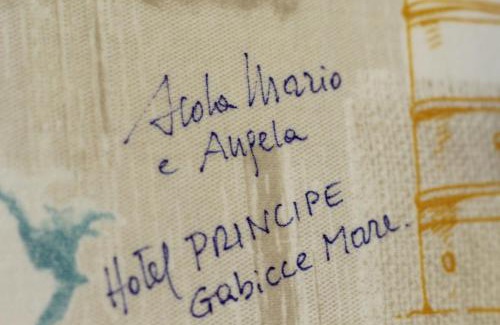 Scola Mario
e Angela
Hotel PRINCIPE
Gabicce Mare.